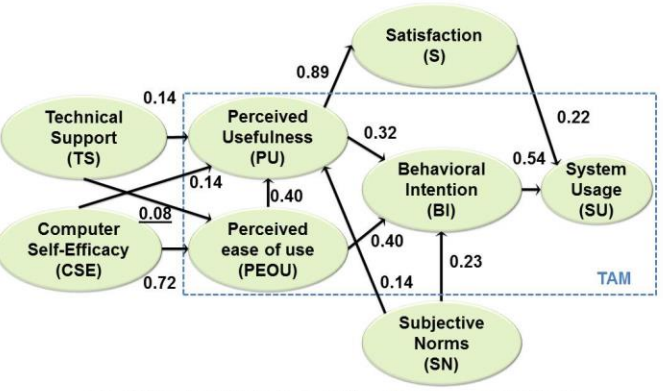 Satisfaction
(S)
0.89
0.14
0.22
Technical
Support
(TS)
Perceived
Usefulness
(PU)
0.32
Behavioral
Intention
(BI)
0.54
System
Usage
(SU)
0.14
0.40
0.08
Computer
Self-Efficacy
(CSE)
Perceived
ease of use
(PEOU)
0.40
0.23
0.72
0.14
TAM
Subjective
Norms
(SN)